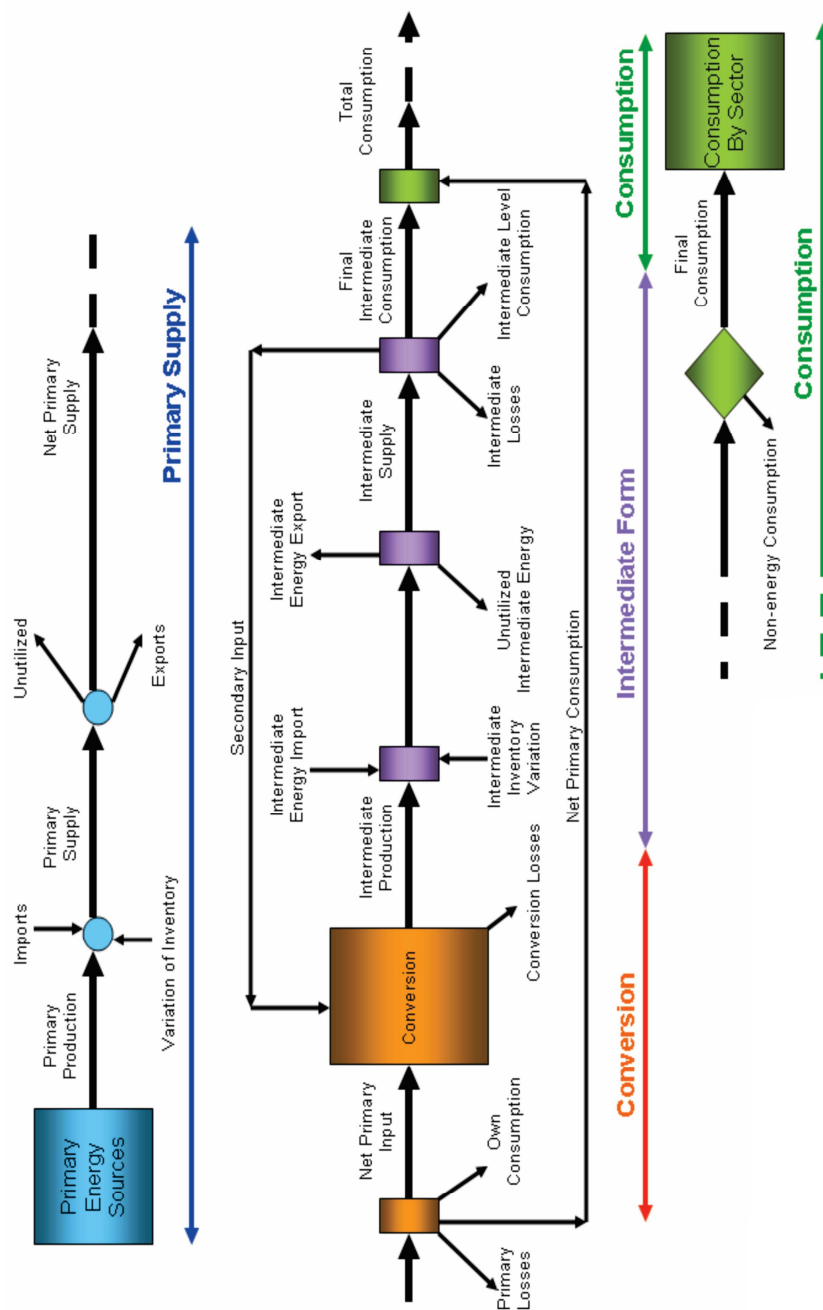 Primary
Energy
Sources
Primary
Production
Imports
Variation of Inventory
Primary
Supply
Unutilized
Exports
Net Primary
Supply
Primary Supply
Primary Losses
Own
Consumption
Net Primary
Input
Conversion
Conversion Losses
Secondary Input
Intermediate
Production
Intermediate
Energy Import
Intermediate
Inventory
Variation
Intermediate
Energy Export
Unutilized
Intermediate Energy
Intermediate
Supply
Intermediate
Losses
Intermediate Level
Consumption
Final
Intermediate
Consumption
Total
Consumption
Net Primary Consumption
Conversion
Intermediate Form
Consumption
Non-energy Consumption
Final
Consumption
Consumption
By Sector
Consumption